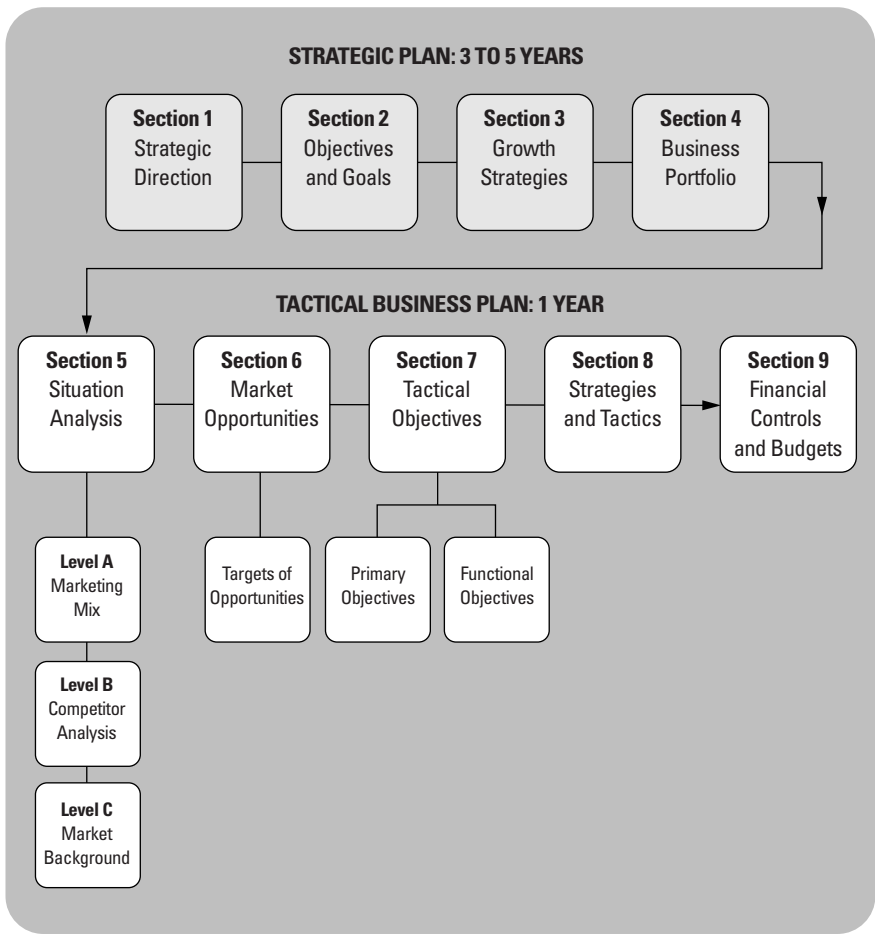 STRATEGIC PLAN: 3 TO 5 YEARS
Section 1
Strategic
Direction
Section 2
Objectives
and Goals
Section 3
Growth
Strategies
Section 4
Business
Portfolio
TACTICAL BUSINESS PLAN: 1 YEAR
Section 5
Situation
Analysis
Section 6
Market
Opportunities
Section 7
Tactical
Objectives
Section 8
Strategies
and Tactics
Section 9
Financial
Controls
and Budgets
Level A
Marketing
Mix
Targets of
Opportunities
Primary
Objectives
Functional
Objectives
Level B
Competitor
Analysis
Level C
Market
Background